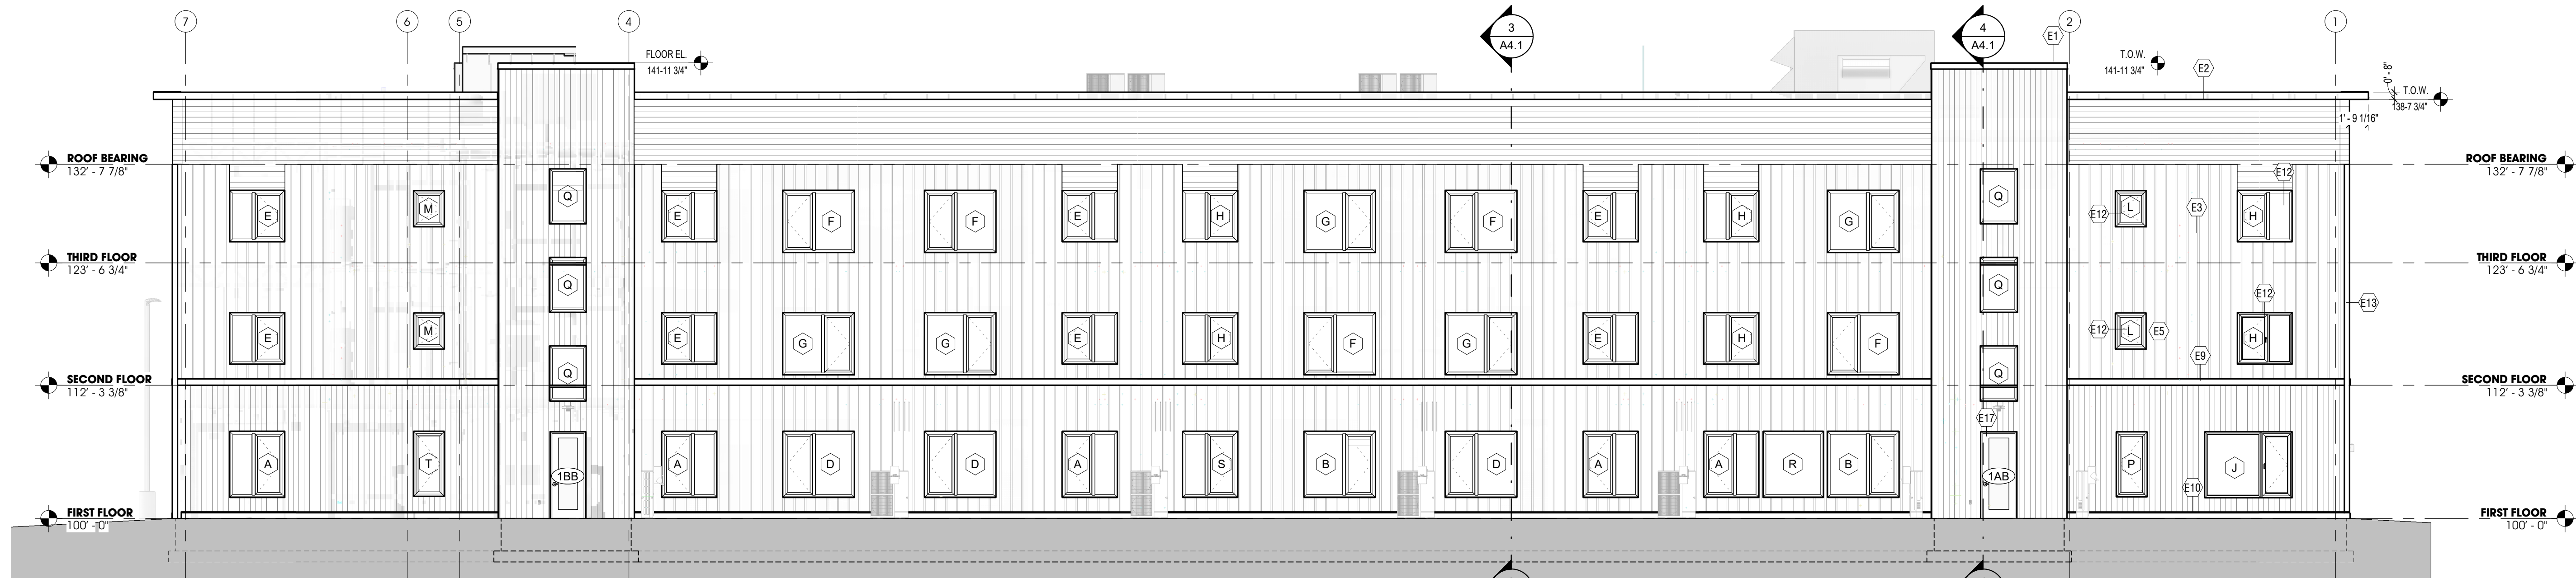 7 6 5 4 3 4 2 1
A4.1 A4.1
E1
FLOOR EL.
141-11 3/4"
T.O.W.
141-11 3/4"
E2
0' - 8"
T.O.W.
138-7 3/4"
1' - 9 1/16"
ROOF BEARING
132' - 7 7/8"
ROOF BEARING
132' - 7 7/8"
E12
E M Q E F F E H G F E H G Q E12 L E3 H
THIRD FLOOR
123' - 6 3/4"
THIRD FLOOR
123' - 6 3/4"
Q Q
E12 E13
E M E G G E H F G E H F E12 L E5 H
E9
Q Q
SECOND FLOOR
112' - 3 3/8"
SECOND FLOOR
112' - 3 3/8"
E17
A T A D D A S B D A A R B P J
1BB 1AB
E10
FIRST FLOOR
100' - 0"
FIRST FLOOR
100' - 0"